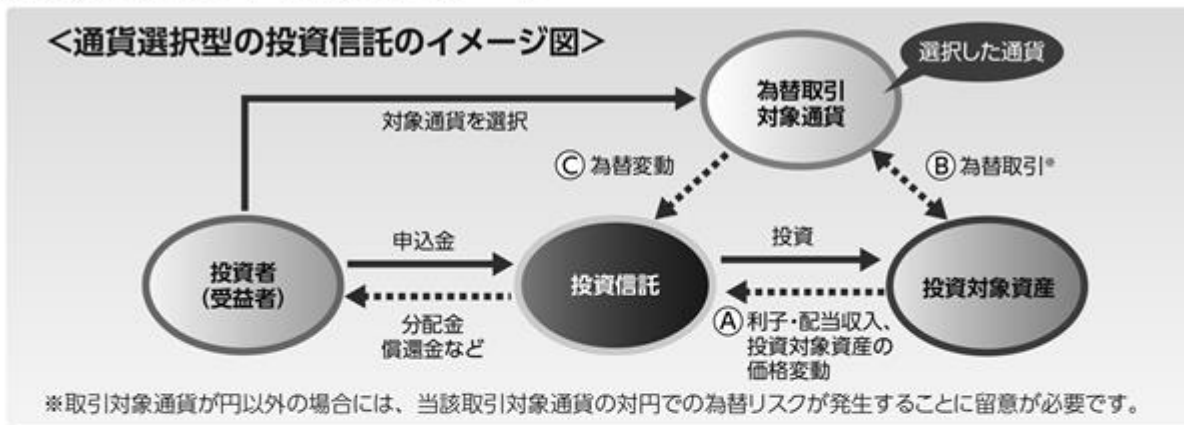 <通貨選択型の投資信託のイメージ図>
選択した通貨
為替取引
対象通貨
対象通貨を選択
Ⓒ 為替変動
Ⓑ 為替取引※
申込金
投資
投資者
(受益者)
投資信託
投資対象資産
分配金
償還金など
Ⓐ 利子・配当収入、
投資対象資産の
価格変動
※取引対象通貨が円以外の場合には、当該取引対象通貨の対円での為替リスクが発生することに留意が必要です。